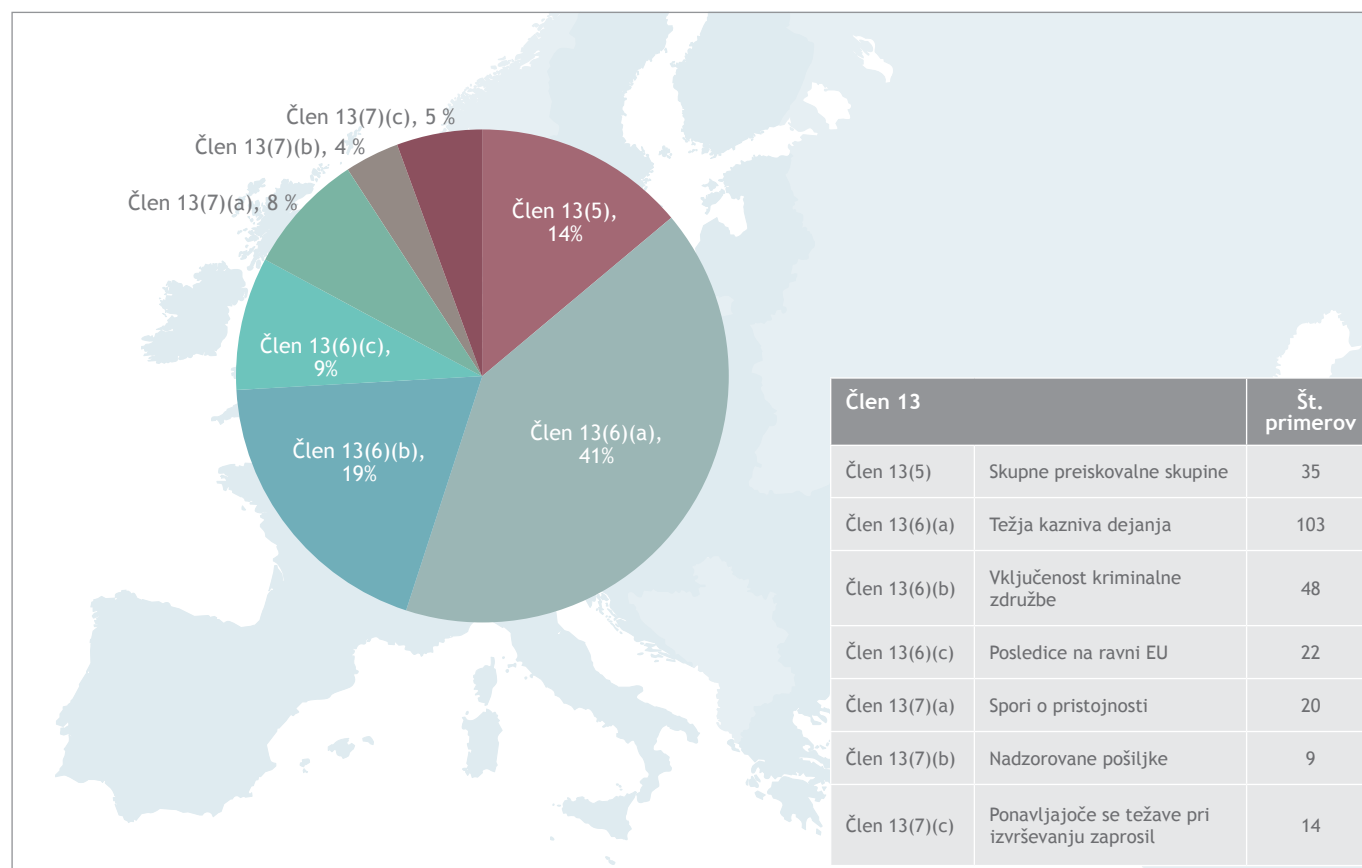 Člen 13(7)(c), 5 %
Člen 13(7)(b), 4 %
Člen 13(7)(a), 8 %
Člen 13(5),
14%
Člen 13(6)(c),
9%
Člen 13(6)(b),
19%
Člen 13(6)(a),
41%
Člen 13 Št.
primerov
Člen 13(5) Skupne preiskovalne skupine 35
Člen 13(6)(a) Težja kazniva dejanja 103
Člen 13(6)(b) Vključenost kriminalne
združbe 48
Člen 13(6)(c) Posledice na ravni EU 22
Člen 13(7)(a) Spori o pristojnosti 20
Člen 13(7)(b) Nadzorovane pošiljke 9
Člen 13(7)(c) Ponavljajoče se težave pri
izvrševanju zaprosil 14